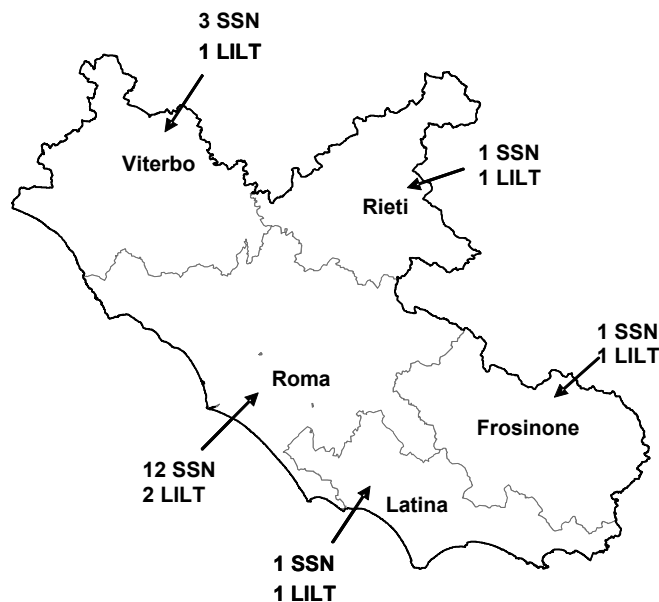 3 SSN
1 LILT
Viterbo
1 SSN
1 LILT
Rieti
1 SSN
1 LILT
Roma
Frosinone
12 SSN
2 LILT
Latina
1 SSN
1 LILT